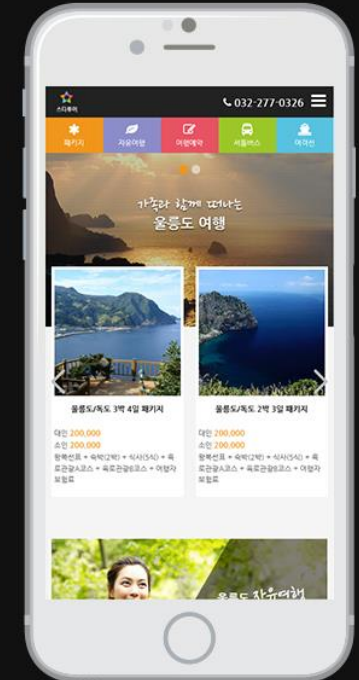 스타투어
032-277-0326
패키지 자유여행 여행예약 셔틀버스 여객선
가족과 함께 떠나는
울릉도 여행
울릉도/독도 3박 4일 패키지
대인 200,000
소인 200,000
왕복선표 + 숙박(2박) + 식사(5식) + 육
로관광A코스 + 육로관광B코스 + 여행자
보험료
울릉도/독도 2박 3일 패키지
대인 200,000
소인 200,000
왕복선표 + 숙박(2박) + 식사(5식) + 육
로관광A코스 + 육로관광B코스 + 여행자
보험료
울릉도 자유여행